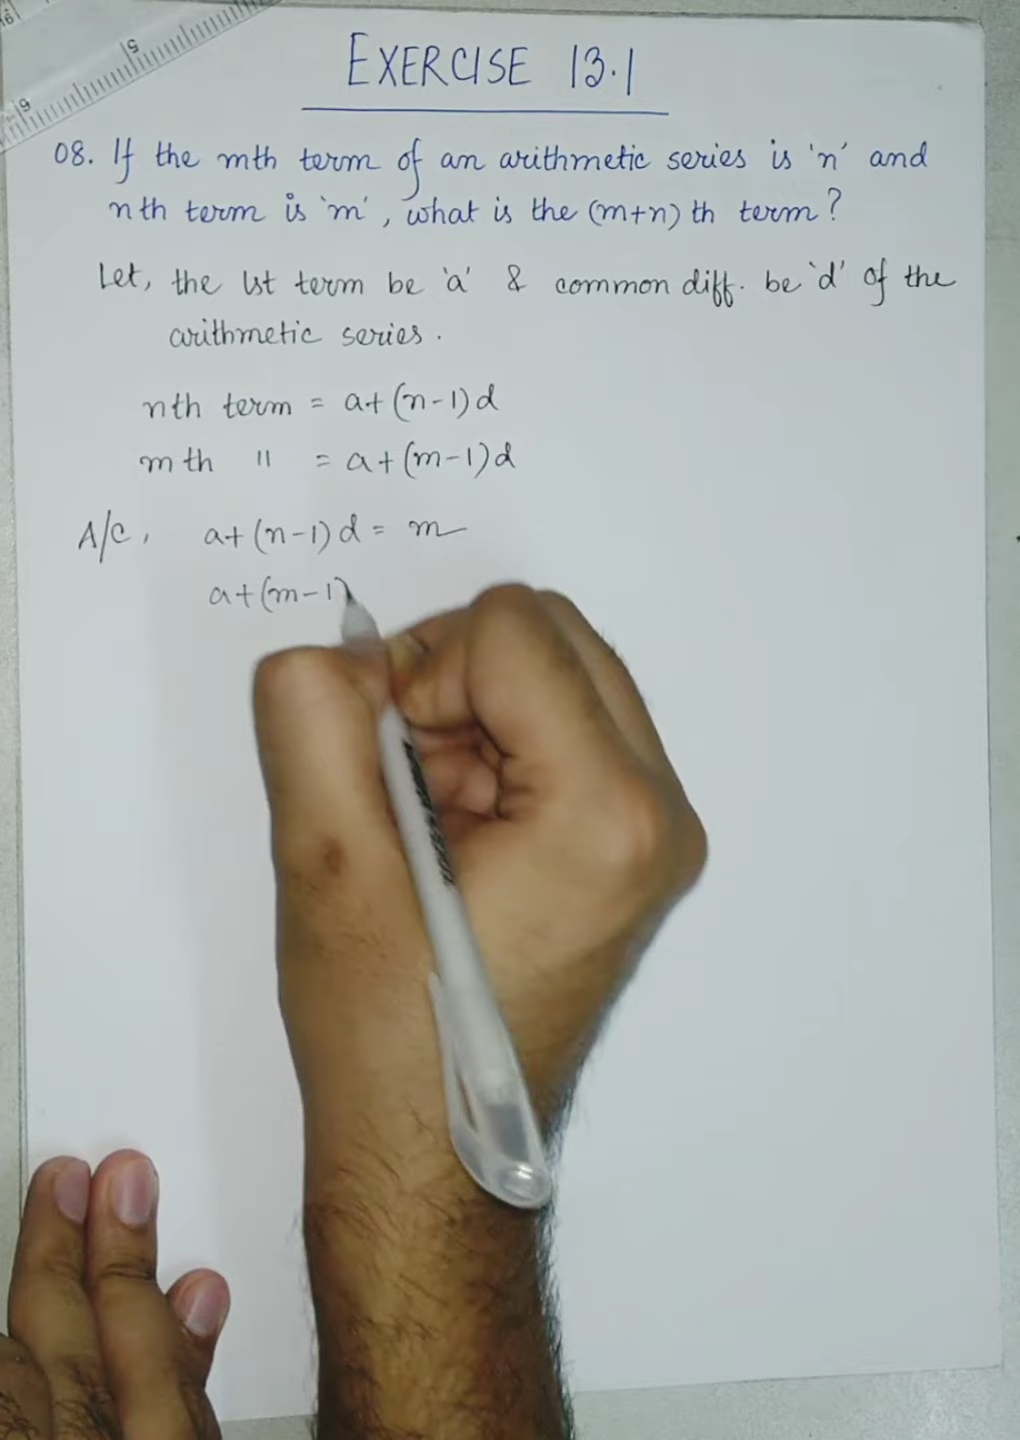 EXERCISE 13.1
08. If the mth term of an arithmetic series is 'n' and
nth term is 'm', what is the (m+n) th term?
Let, the 1st term be 'a' & common diff. be 'd' of the
arithmetic series.
nth term = a+(n-1)d
mth " = a+(m-1)d
A/C, a+(n-1)d = m
a+(m-1)
5
6